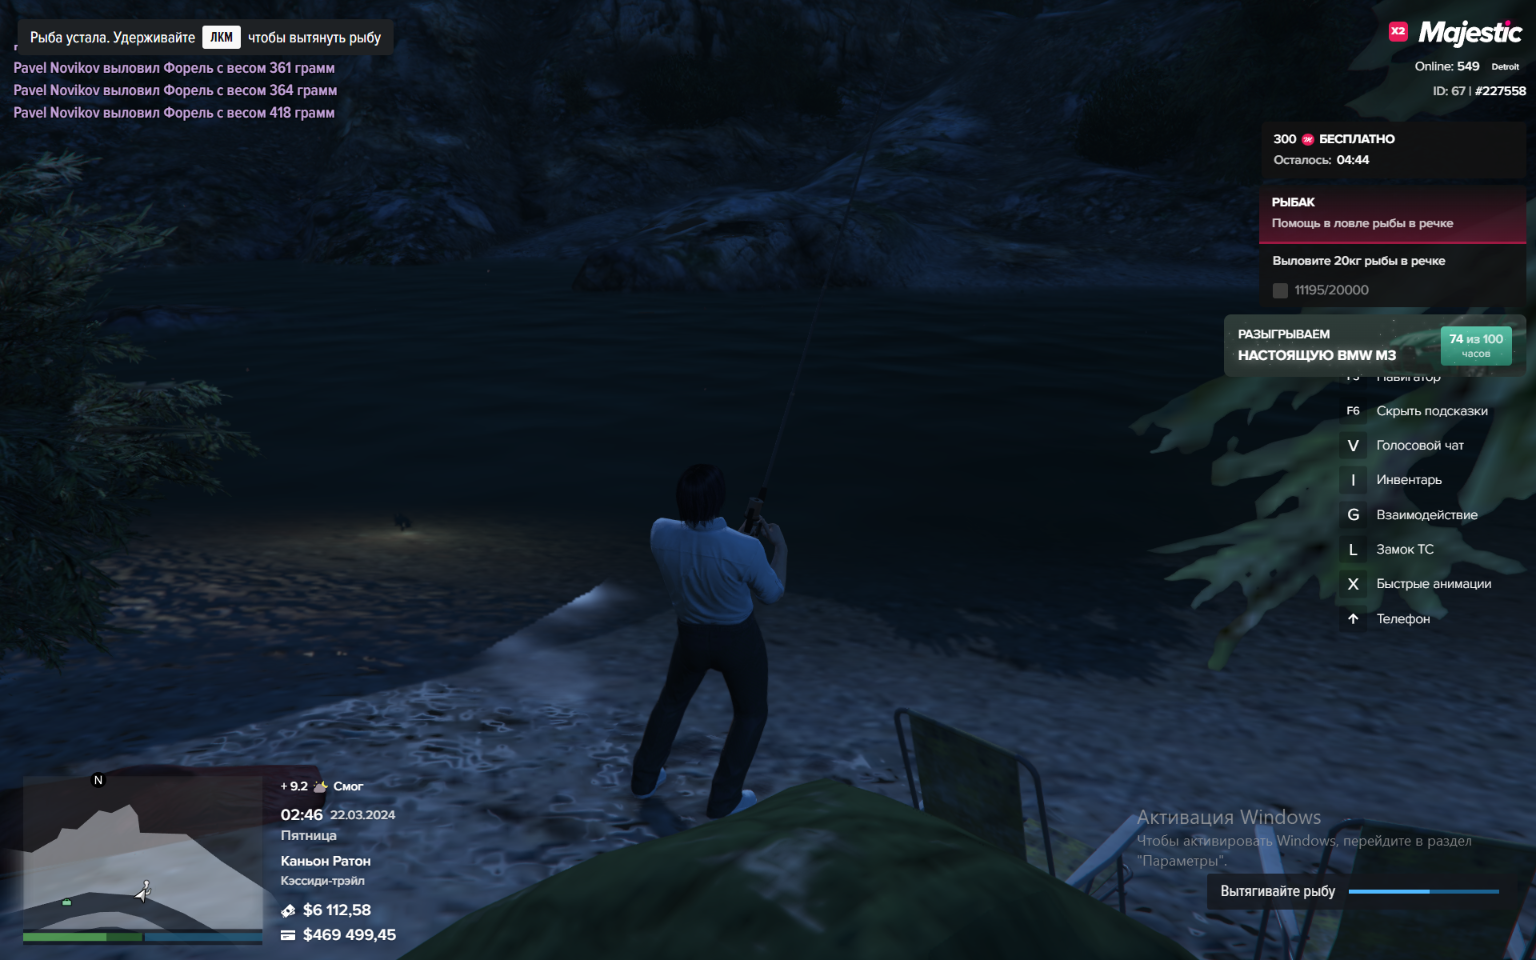 Рыба устала. Удерживайте ЛКМ чтобы вытянуть рыбу
Pavel Novikov выловил Форель с весом 361 грамм
Pavel Novikov выловил Форель с весом 364 грамм
Pavel Novikov выловил Форель с весом 418 грамм
X2 Majestic
Online: 549 Detroit
ID: 67 | #227558
300 БЕСПЛАТНО
Осталось: 04:44
РЫБАК
Помощь в ловле рыбы в речке
Выловите 20кг рыбы в речке
11195/20000
РАЗЫГРЫВАЕМ
НАСТОЯЩУЮ BMW M3
74 из 100
часов
Навигатор
F6 Скрыть подсказки
V Голосовой чат
I Инвентарь
G Взаимодействие
L Замок ТС
X Быстрые анимации
↑ Телефон
N
+ 9.2 Смог
02:46 22.03.2024
Пятница
Каньон Ратон
Кэссиди-трэйл
$6 112,58
$469 499,45
Активация Windows
Чтобы активировать Windows, перейдите в раздел
"Параметры".
Вытягивайте рыбу